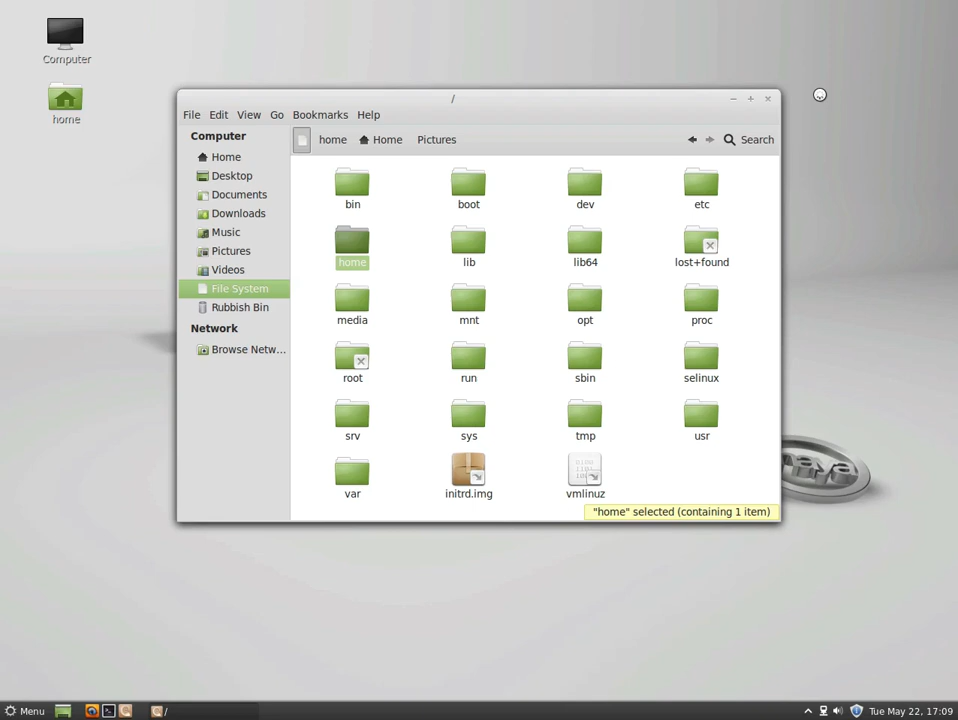 Computer
home
/
File Edit View Go Bookmarks Help
Computer
Home
Desktop
Documents
Downloads
Music
Pictures
Videos
File System
Rubbish Bin
Network
Browse Netw...
home Home Pictures Search
bin boot dev etc
home lib lib64 lost+found
media mnt opt proc
root run sbin selinux
srv sys tmp usr
var initrd.img vmlinuz
"home" selected (containing 1 item)
maya
Menu / Tue May 22, 17:09